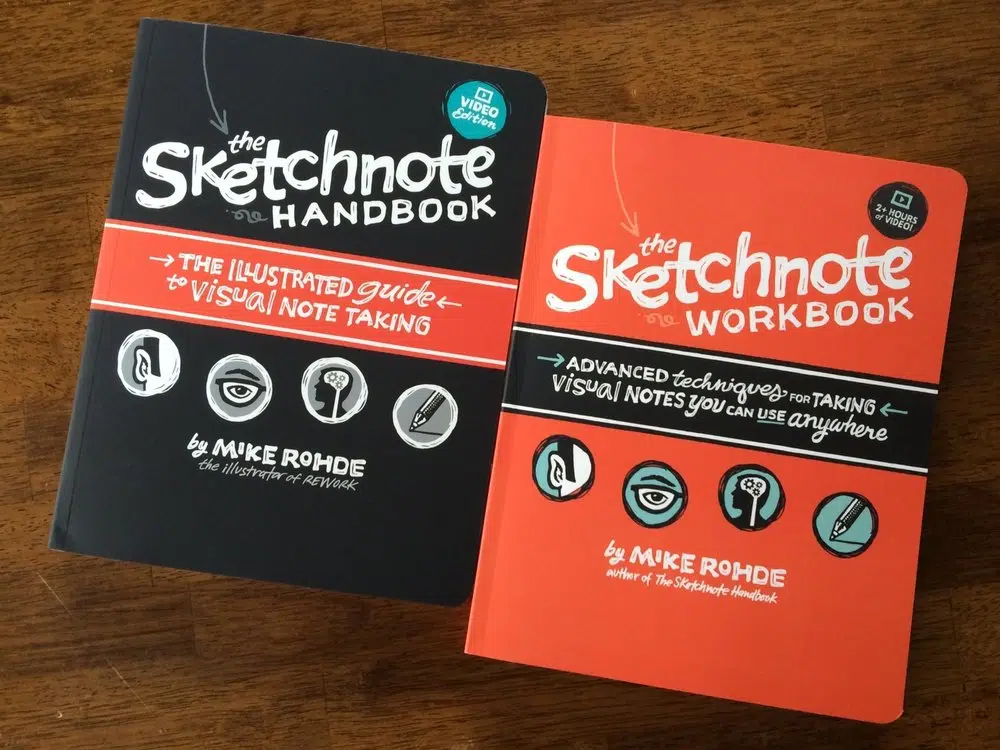 VIDEO
Edition
the
Sketchnote
HANDBOOK
THE ILLUSTRATED guide
to VISUAL NOTE TAKING
by MIKE ROHDE
the illustrator of REWORK
2+ HOURS
of VIDEO!
the
Sketchnote
WORKBOOK
ADVANCED techniques FOR TAKING
VISUAL NOTES YOU CAN USE anywhere
by MIKE ROHDE
author of The Sketchnote Handbook